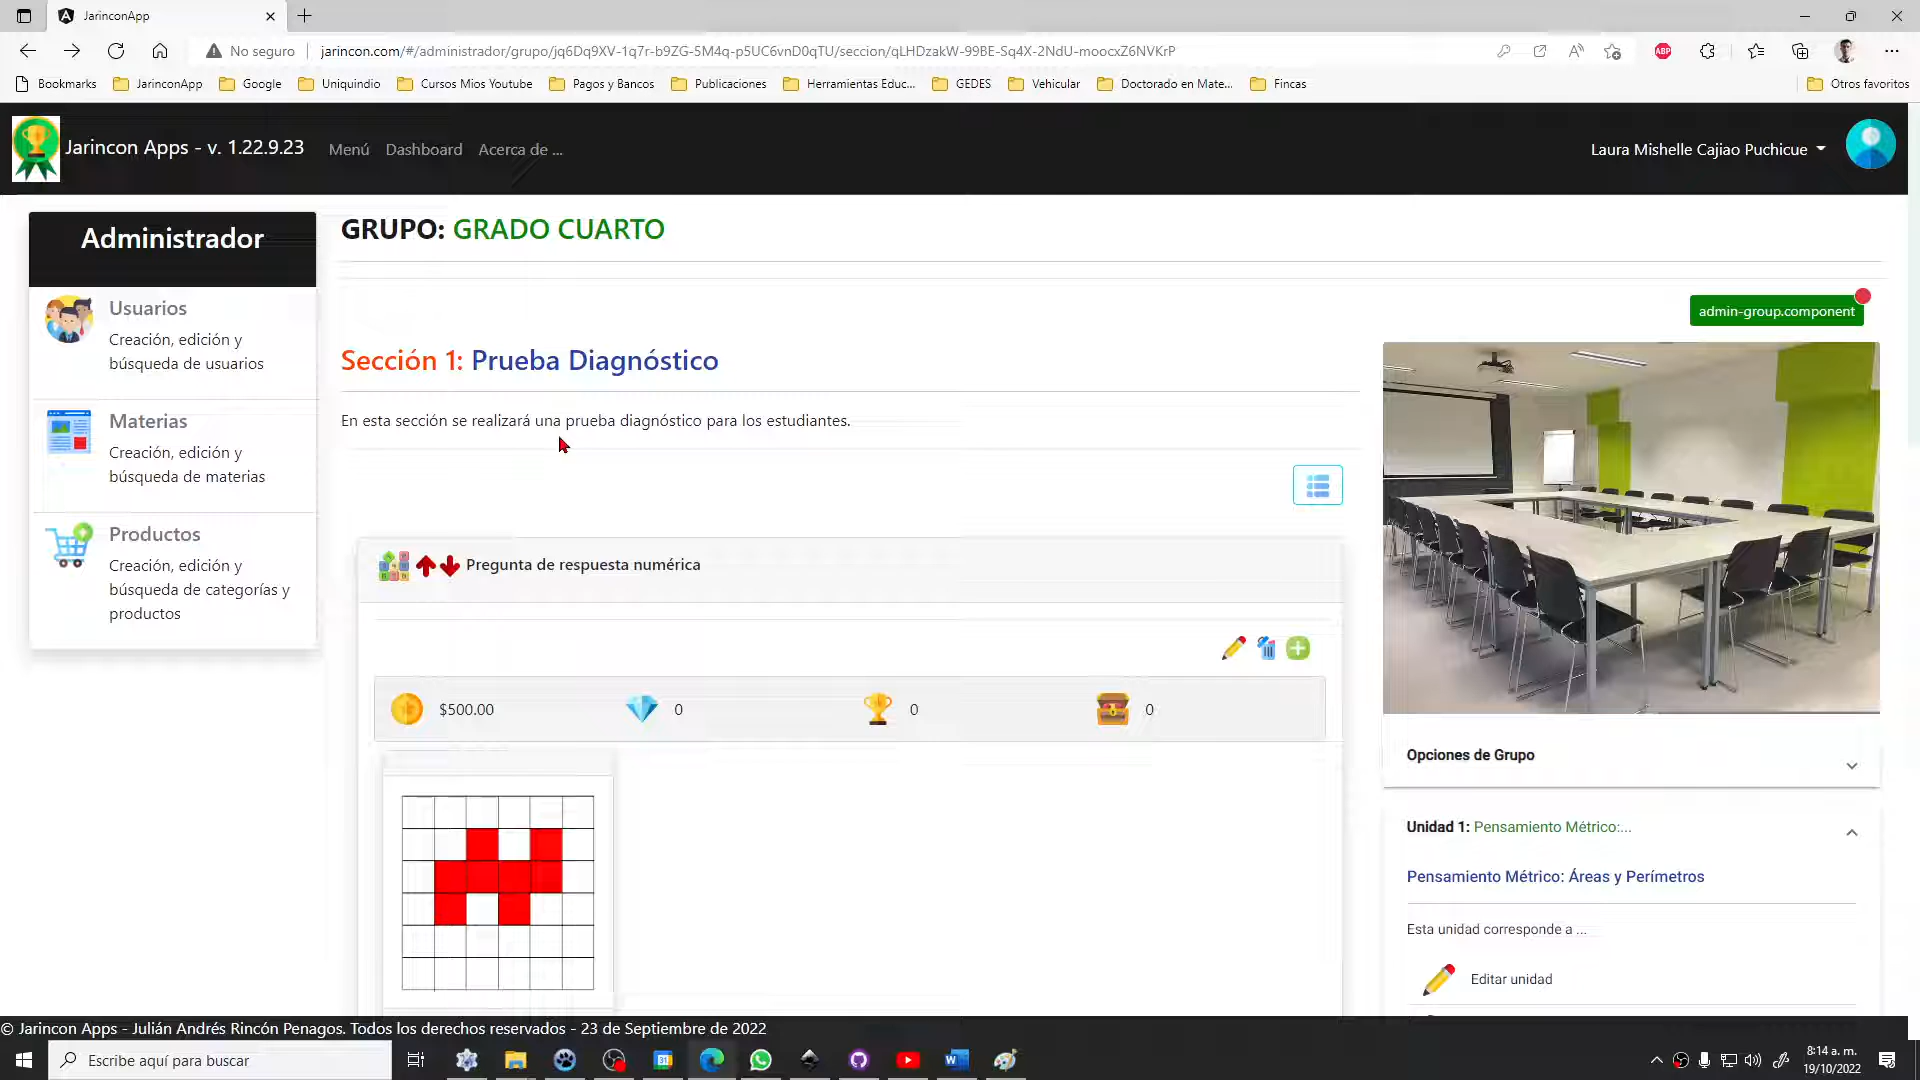 JarinconApp
No seguro
jarincon.com/#/administrador/grupo/jq6Dq9XV-1q7r-b9ZG-5M4q-p5UC6vnD0qTU/seccion/qLHDzakW-99BE-Sq4X-2NdU-moocxZ6NVKrP
ABP
Bookmarks
JarinconApp
Google
Uniquindio
Cursos Mios Youtube
Pagos y Bancos
Publicaciones
Herramientas Educ...
GEDES
Vehicular
Doctorado en Mate...
Fincas
Otros favoritos
Jarincon Apps - v. 1.22.9.23
Menú
Dashboard
Acerca de ...
Laura Mishelle Cajiao Puchicue
Administrador
Usuarios
Creación, edición y
búsqueda de usuarios
Materias
Creación, edición y
búsqueda de materias
Productos
Creación, edición y
búsqueda de categorías y
productos
GRUPO: GRADO CUARTO
admin-group.component
Sección 1: Prueba Diagnóstico
En esta sección se realizará una prueba diagnóstico para los estudiantes.
Pregunta de respuesta numérica
$500.00
0
0
0
Opciones de Grupo
Unidad 1: Pensamiento Métrico:...
Pensamiento Métrico: Áreas y Perímetros
Esta unidad corresponde a ...
Editar unidad
© Jarincon Apps - Julián Andrés Rincón Penagos. Todos los derechos reservados - 23 de Septiembre de 2022
Escribe aquí para buscar
31
W
8:14 a. m.
19/10/2022